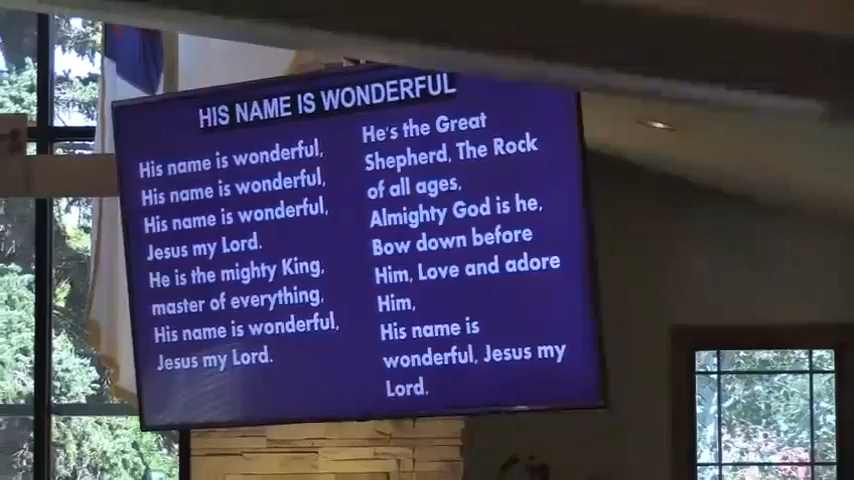 HIS NAME IS WONDERFUL
His name is wonderful.
His name is wonderful.
His name is wonderful.
Jesus my Lord.
He is the mighty King,
master of everything,
His name is wonderful,
Jesus my Lord.
He's the Great
Shepherd, The Rock
of all ages,
Almighty God is he,
Bow down before
Him, Love and adore
Him,
His name is
wonderful, Jesus my
Lord.